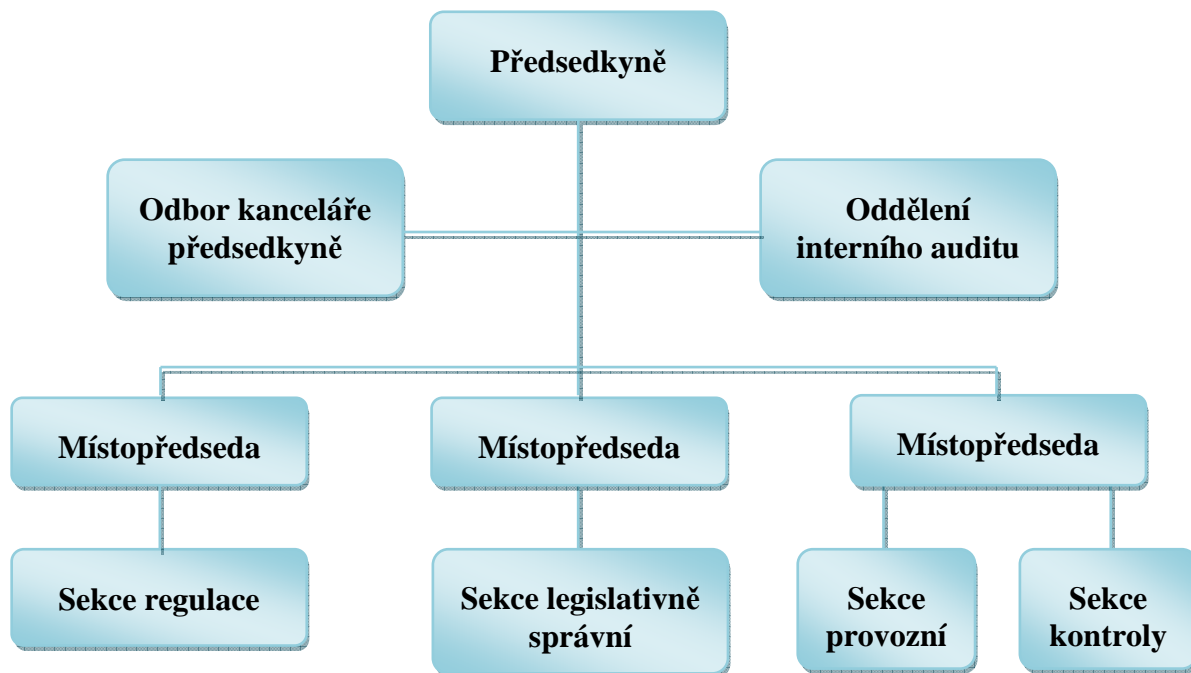 Předsedkyně
Odbor kanceláře
předsedkyně
Oddělení
interního auditu
Místopředseda
Místopředseda
Místopředseda
Sekce regulace
Sekce legislativně
správní
Sekce
provozní
Sekce
kontroly